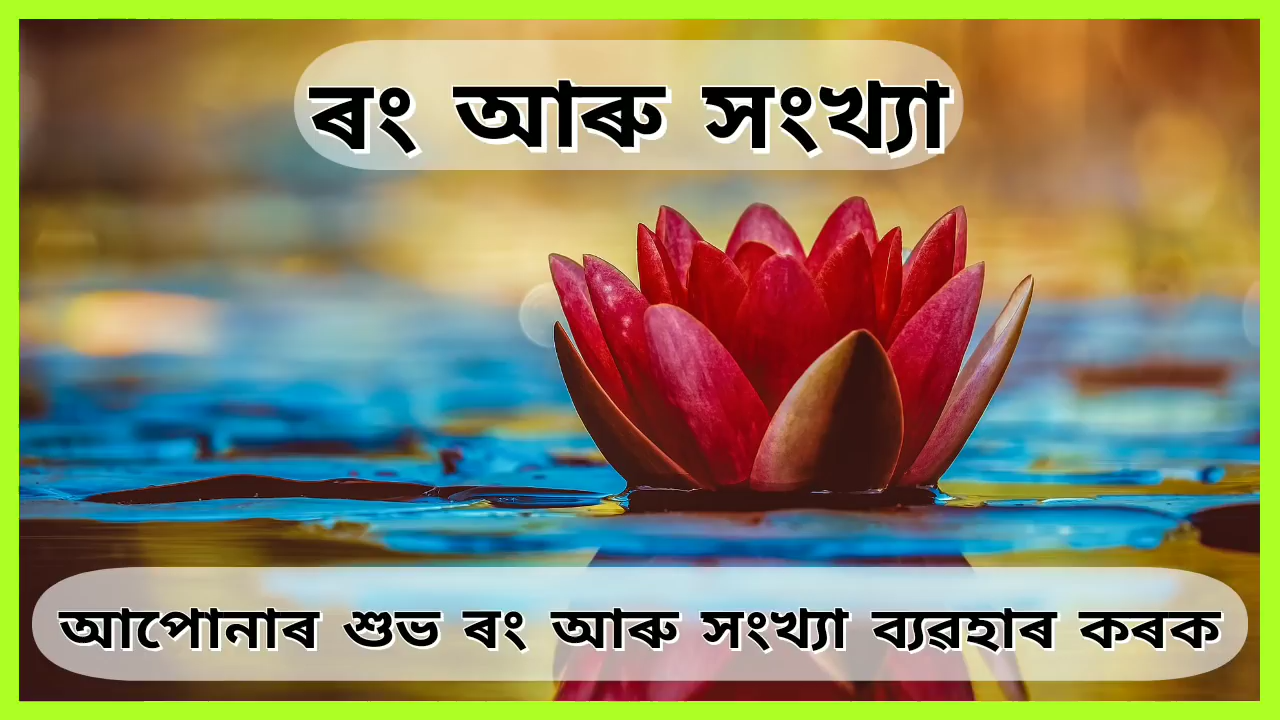 ৰং আৰু সংখ্যা
আপোনাৰ শুভ ৰং আৰু সংখ্যা ব্যৱহাৰ কৰক